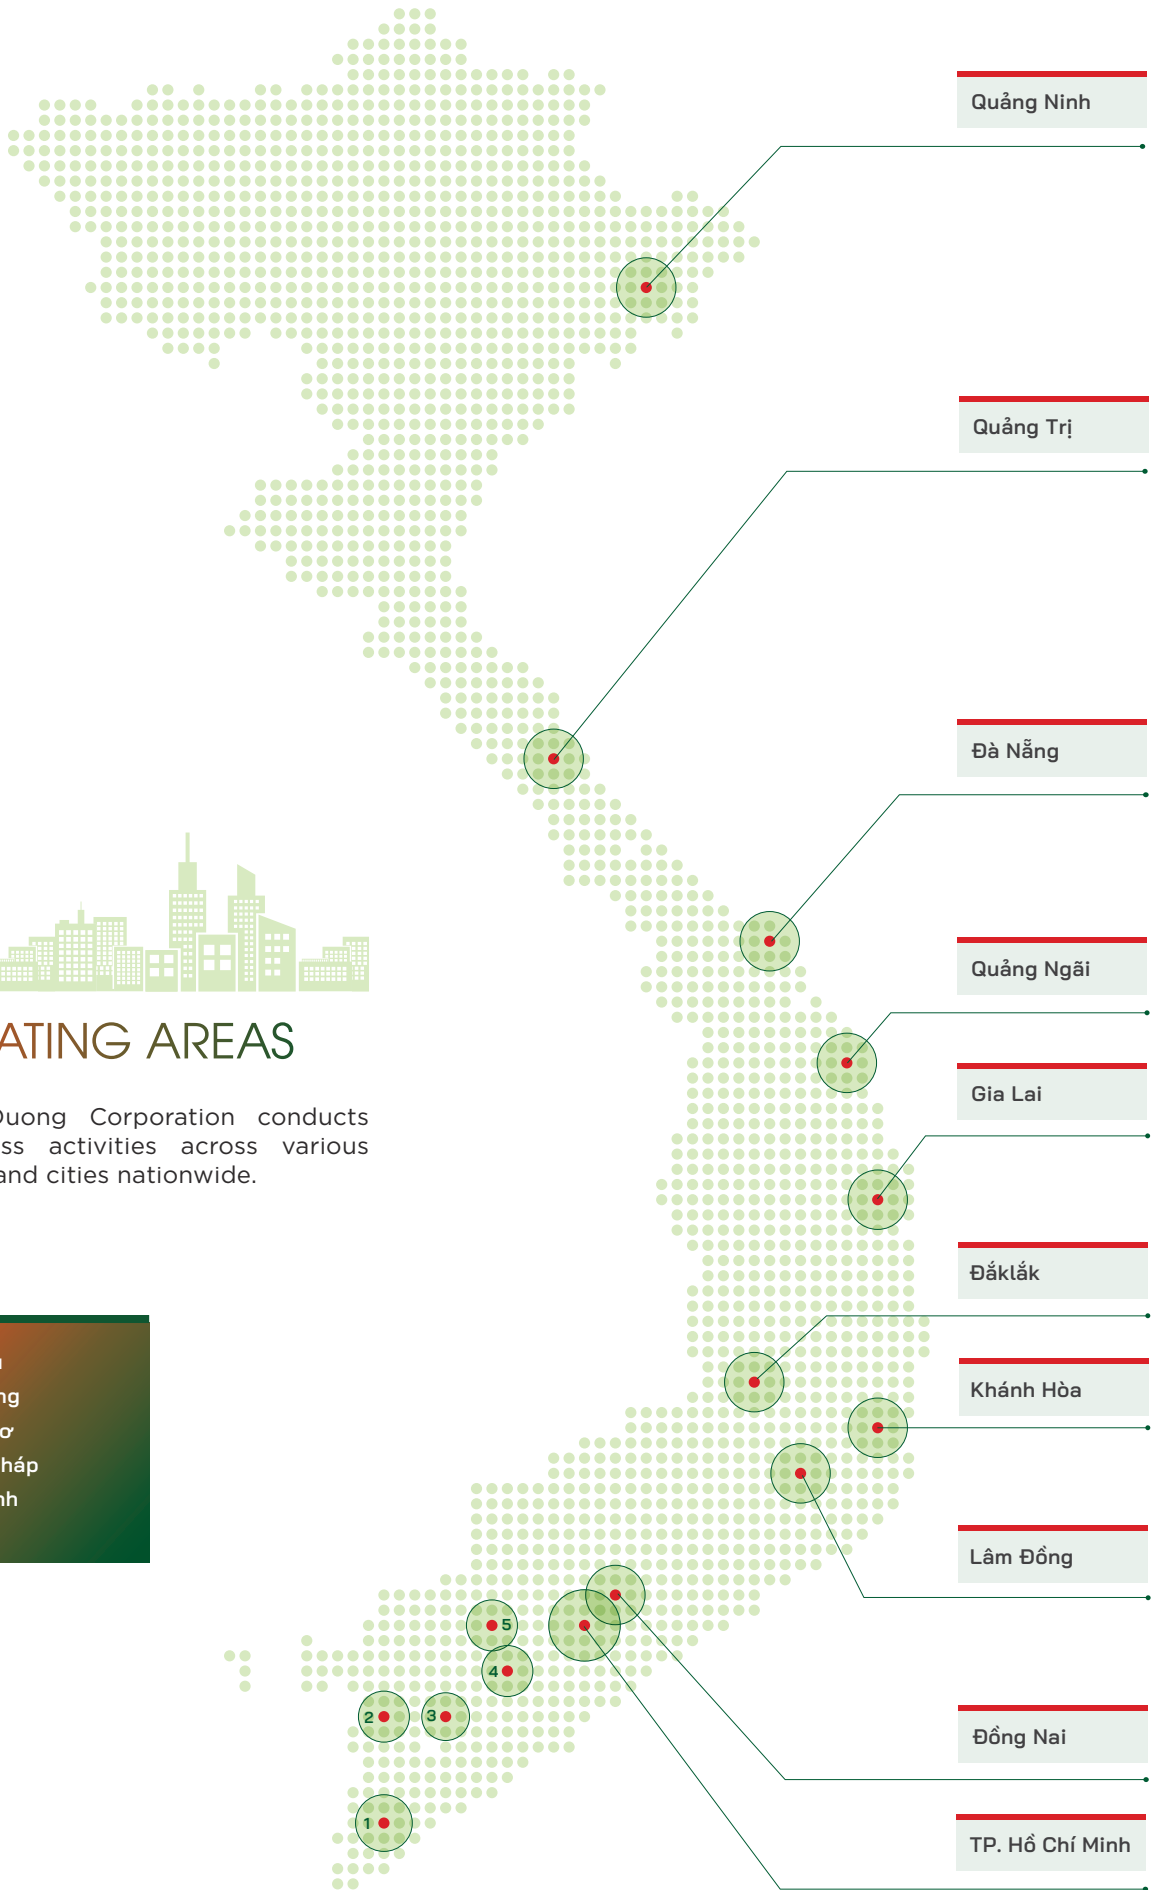 Quảng Ninh
Quảng Trị
Đà Nẵng
Quảng Ngãi
ATING AREAS
Gia Lai
Duong Corporation conducts
ss activities across various
and cities nationwide.
Đắklắk
Khánh Hòa
ng
ơ
háp
nh
Lâm Đồng
5
4
2
3
Đồng Nai
1
TP. Hồ Chí Minh